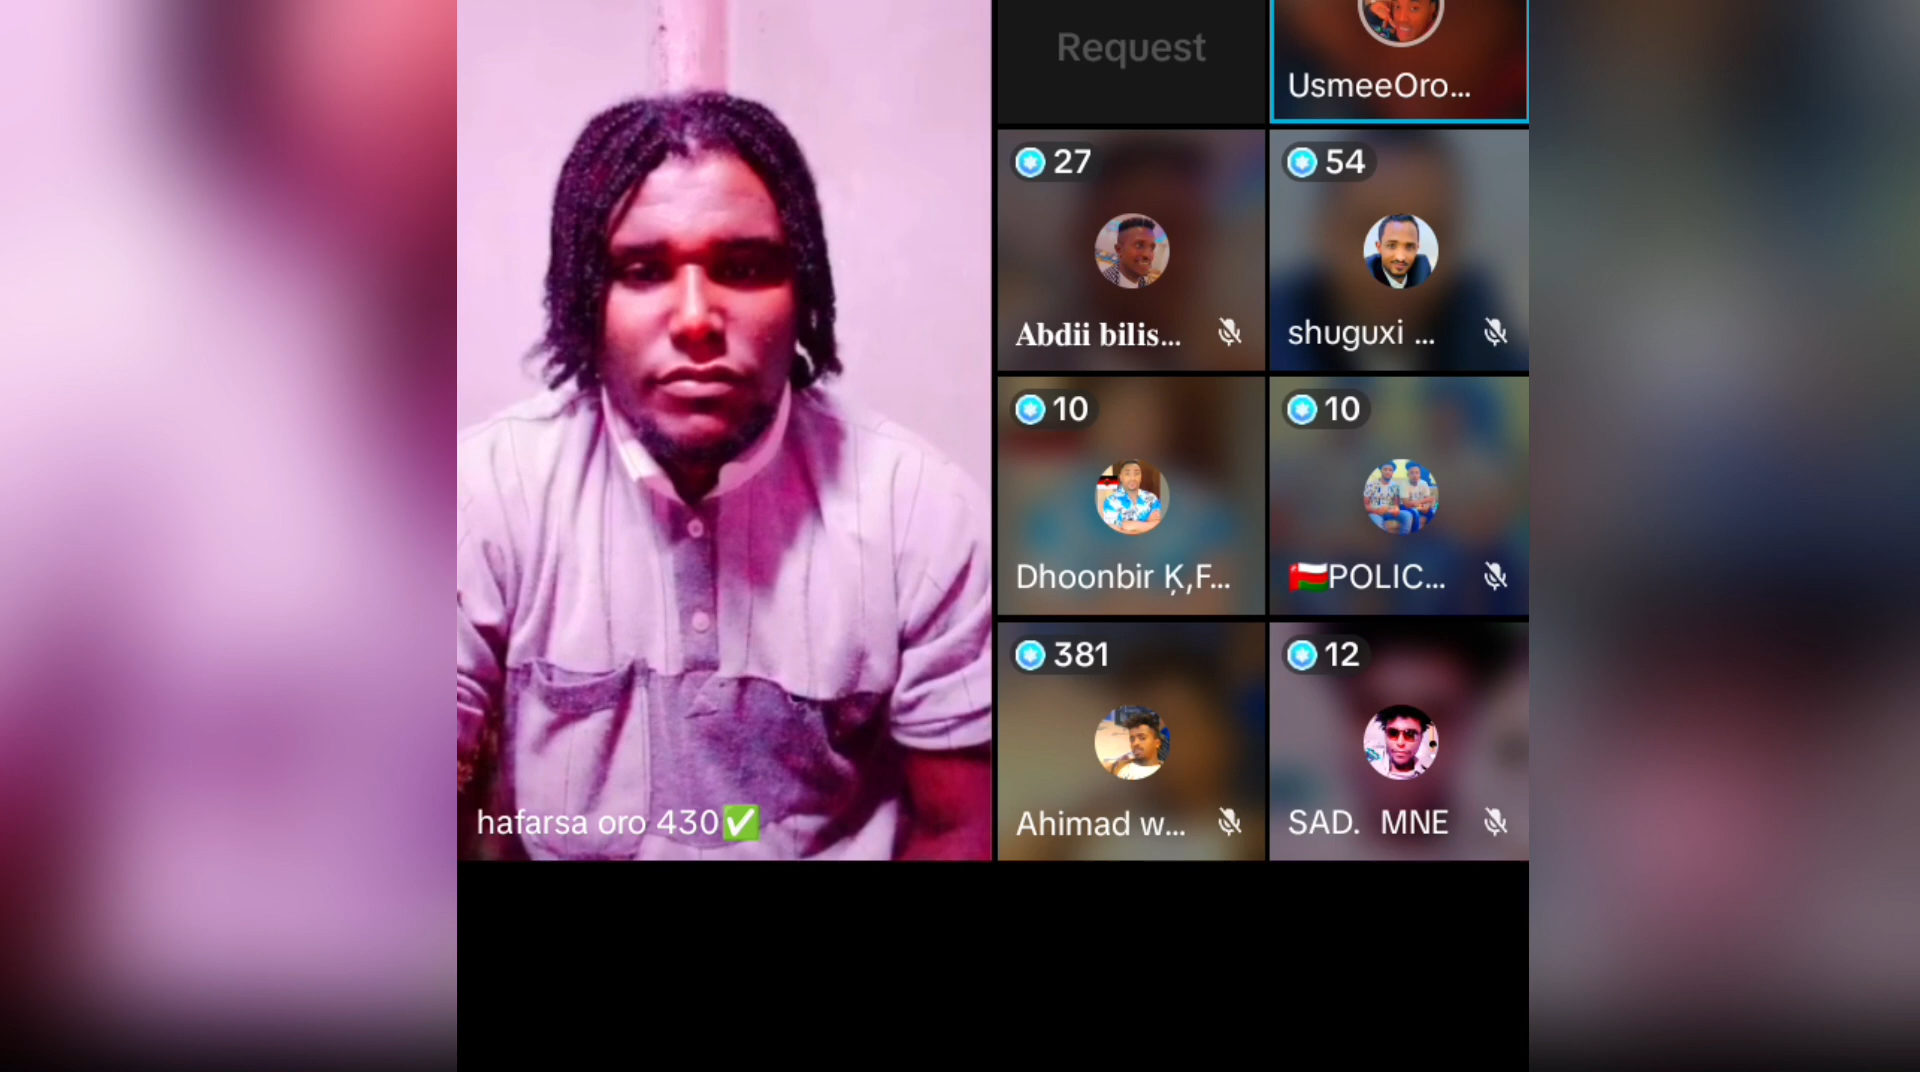 Request
UsmeeOro...
27
54
Abdii bilis...
shuguxi ...
10
10
Dhoonbir Ķ,F...
🇴🇲POLIC...
381
12
Ahimad w...
SAD. MNE
hafarsa oro 430✅